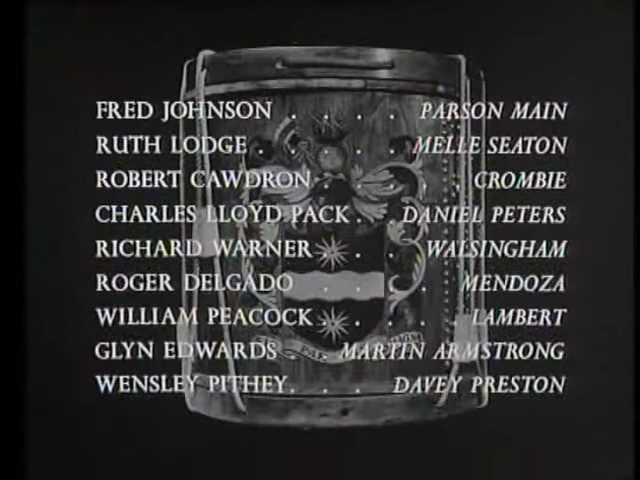 FRED JOHNSON . . . . PARSON MAIN
RUTH LODGE . . . . . MELLE SEATON
ROBERT CAWDRON . . . . . CROMBIE
CHARLES LLOYD PACK . . DANIEL PETERS
RICHARD WARNER . . . WALSINGHAM
ROGER DELGADO . . . . MENDOZA
WILLIAM PEACOCK . . . . LAMBERT
GLYN EDWARDS . . MARTIN ARMSTRONG
WENSLEY PITHEY. . . . DAVEY PRESTON